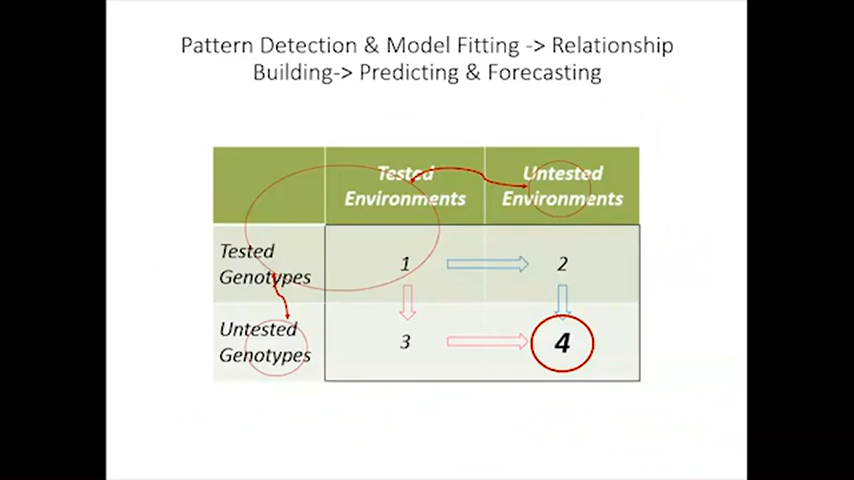 Pattern Detection & Model Fitting -> Relationship
Building-> Predicting & Forecasting
Tested
Environments
Untested
Environments
Tested
Genotypes
1
2
Untested
Genotypes
3
4